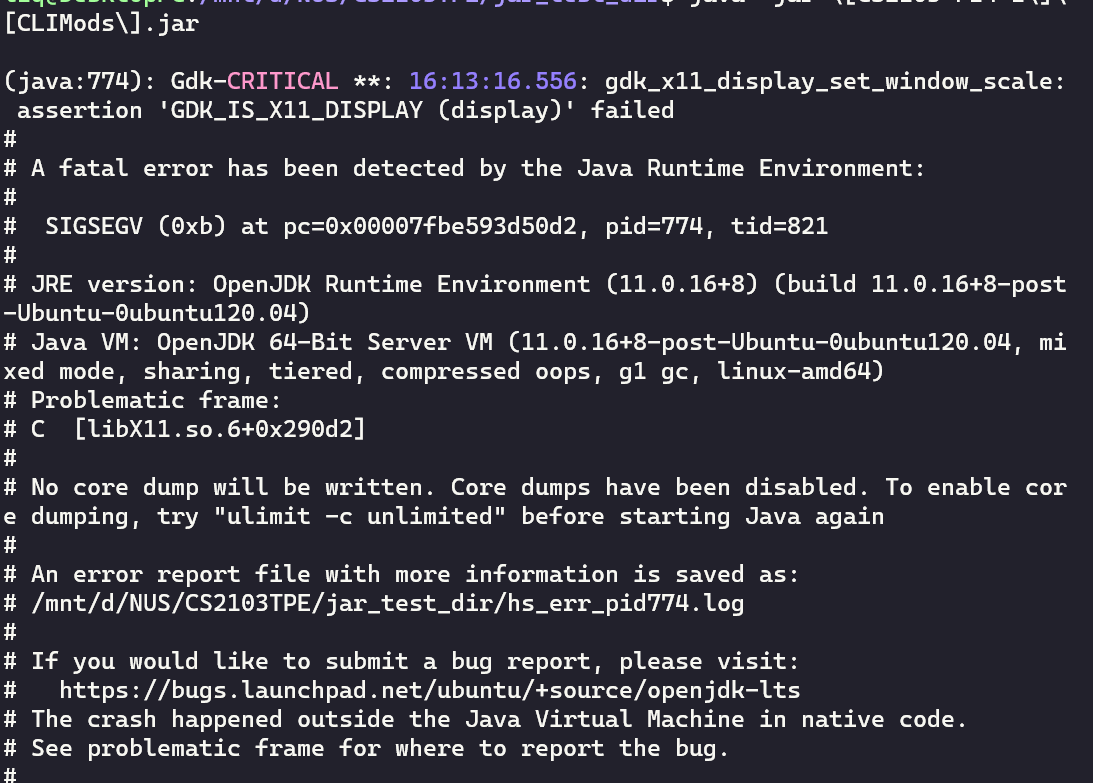 [CLIMods\].jar
(java:774): Gdk-CRITICAL **: 16:13:16.556: gdk_x11_display_set_window_scale:
 assertion 'GDK_IS_X11_DISPLAY (display)' failed
#
# A fatal error has been detected by the Java Runtime Environment:
#
#  SIGSEGV (0xb) at pc=0x00007fbe593d50d2, pid=774, tid=821
#
# JRE version: OpenJDK Runtime Environment (11.0.16+8) (build 11.0.16+8-post
-Ubuntu-0ubuntu120.04)
# Java VM: OpenJDK 64-Bit Server VM (11.0.16+8-post-Ubuntu-0ubuntu120.04, mi
xed mode, sharing, tiered, compressed oops, g1 gc, linux-amd64)
# Problematic frame:
# C  [libX11.so.6+0x290d2]
#
# No core dump will be written. Core dumps have been disabled. To enable cor
e dumping, try "ulimit -c unlimited" before starting Java again
#
# An error report file with more information is saved as:
# /mnt/d/NUS/CS2103TPE/jar_test_dir/hs_err_pid774.log
#
# If you would like to submit a bug report, please visit:
#   https://bugs.launchpad.net/ubuntu/+source/openjdk-lts
# The crash happened outside the Java Virtual Machine in native code.
# See problematic frame for where to report the bug.
#